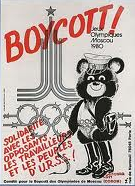 BOYCOTT!
Jeux
Olympiques
Moscou
1980
SOLIDARITÉ
avec LES
OPPOSANTS
LES TRAVAILLEURS
ET LES PEUPLES
d'U.R.S.S.!
Comité pour le Boycott des Olympiades de Moscou (COBOM)